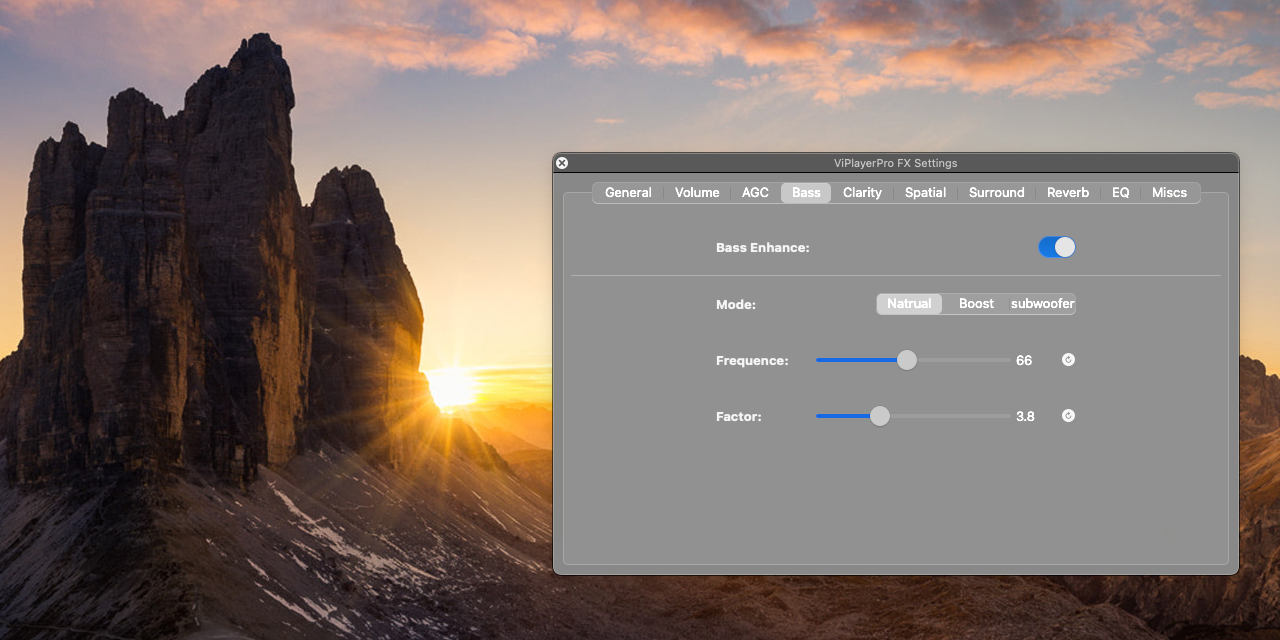 ViPlayerPro FX Settings
General Volume AGC Bass Clarity Spatial Surround Reverb EQ Miscs
Bass Enhance:
Mode: Natrual Boost subwoofer
Frequence: 66
Factor: 3.8